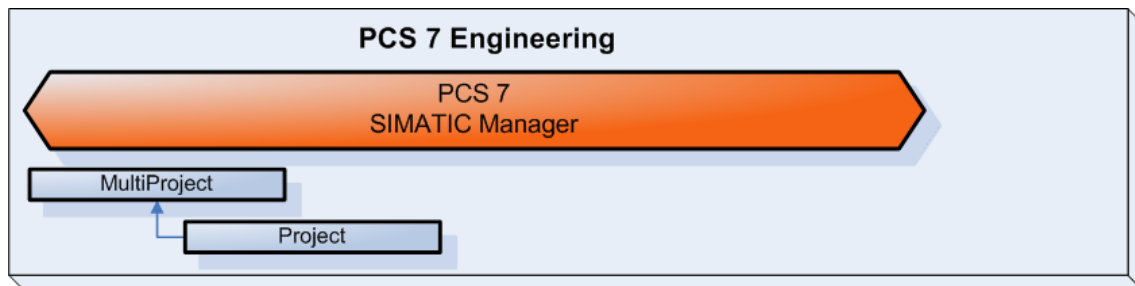 PCS 7 Engineering
PCS 7
SIMATIC Manager
MultiProject
Project